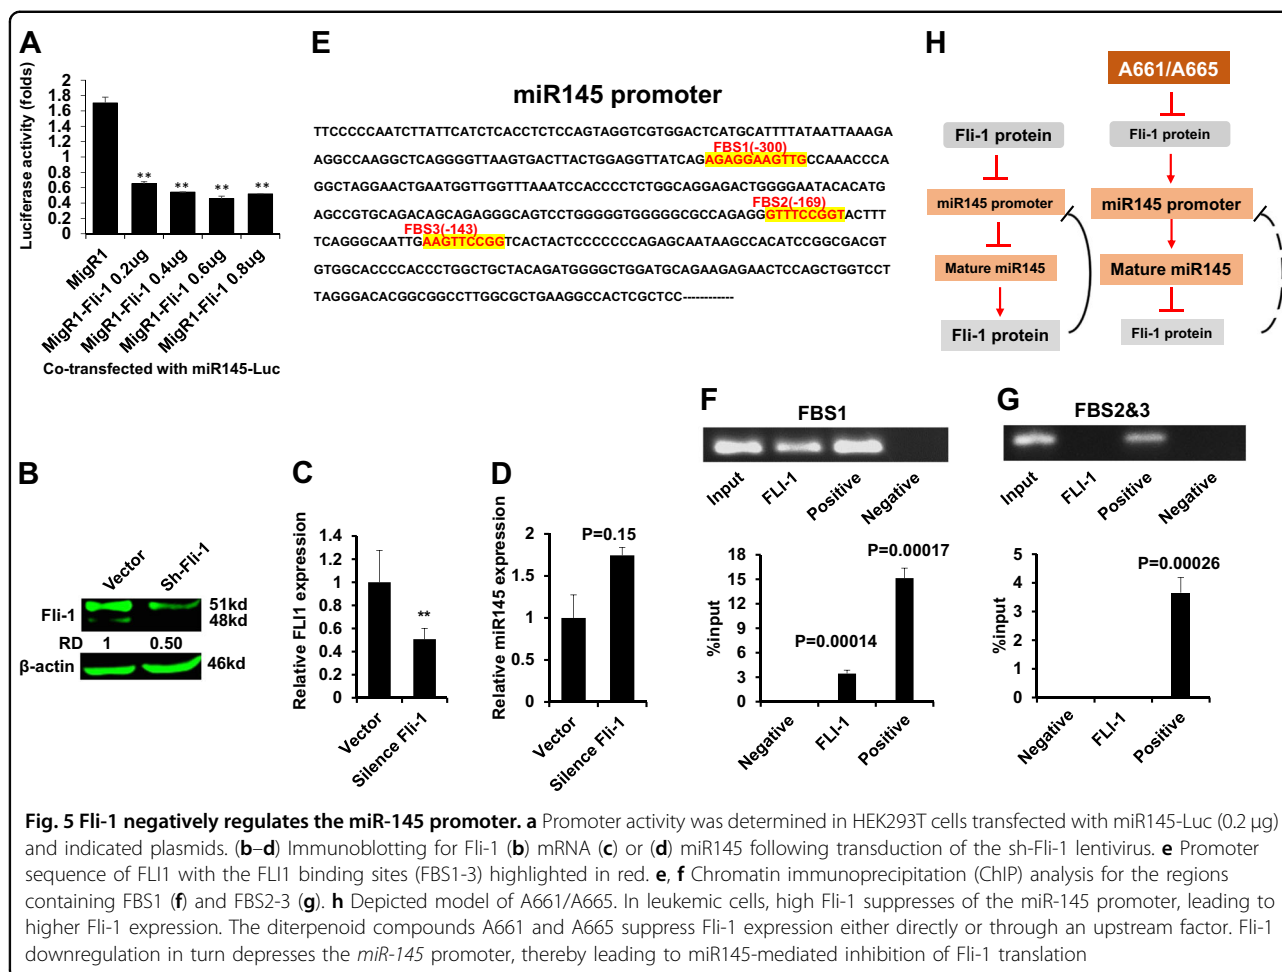 A
Luciferase activity (folds)
2
1.8
1.6
1.4
1.2
1
0.8
0.6
0.4
0.2
0
** ** ** **
MigR1
MigR1-Fli-1 0.2ug
MigR1-Fli-1 0.4ug
MigR1-Fli-1 0.6ug
MigR1-Fli-1 0.8ug
Co-transfected with miR145-Luc
E
miR145 promoter
TTCCCCCAATCTTATTCATCTCACCTCTCCAGTAGGTCGTGGACTCATGCATTTTATAATTAAAGA
FBS1(-300)
AGGCCAAGGCTCAGGGGTTAAGTGACTTACTGGAGGTTATCAGAGAGGAAGTTGCCAAACCCA
GGCTAGGAACTGAATGGTTGGTTTAAATCCACCCCTCTGGCAGGAGACTGGGGAATACACATG
FBS2(-169)
AGCCGTGCAGACAGCAGAGGGCAGTCCTGGGGGTGGGGGCGCCAGAGGGTTTCCGGTACTTT
FBS3(-143)
TCAGGGCAATTGAAGTTCCGGTCACTACTCCCCCCCAGAGCAATAAGCCACATCCGGCGACGT
GTGGCACCCCACCCTGGCTGCTACAGATGGGGCTGGATGCAGAAGAGAACTCCAGCTGGTCCT
TAGGGACACGGCGGCCTTGGCGCTGAAGGCCACTCGCTCC------------
H
Fli-1 protein
miR145 promoter
Mature miR145
Fli-1 protein
A661/A665
Fli-1 protein
miR145 promoter
Mature miR145
Fli-1 protein
B
Vector
Sh-Fli-1
Fli-1
51kd
48kd
RD 1 0.50
β-actin
46kd
C
Relative FLI1 expression
1.4
1.2
1
0.8
0.6
0.4
0.2
0
**
Vector
Silence Fli-1
D
Relative miR145 expression
2
1.5
1
0.5
0
P=0.15
Vector
Silence Fli-1
F
FBS1
Input
FLI-1
Positive
Negative
%input
18
15
12
9
6
3
0
P=0.00014
P=0.00017
Negative
FLI-1
Positive
G
FBS2&3
Input
FLI-1
Positive
Negative
%input
5
4
3
2
1
0
P=0.00026
Negative
FLI-1
Positive
Fig. 5 Fli-1 negatively regulates the miR-145 promoter. a Promoter activity was determined in HEK293T cells transfected with miR145-Luc (0.2 µg)
and indicated plasmids. (b–d) Immunoblotting for Fli-1 (b) mRNA (c) or (d) miR145 following transduction of the sh-Fli-1 lentivirus. e Promoter
sequence of FLI1 with the FLI1 binding sites (FBS1-3) highlighted in red. e, f Chromatin immunoprecipitation (ChIP) analysis for the regions
containing FBS1 (f) and FBS2-3 (g). h Depicted model of A661/A665. In leukemic cells, high Fli-1 suppresses of the miR-145 promoter, leading to
higher Fli-1 expression. The diterpenoid compounds A661 and A665 suppress Fli-1 expression either directly or through an upstream factor. Fli-1
downregulation in turn depresses the miR-145 promoter, thereby leading to miR145-mediated inhibition of Fli-1 translation